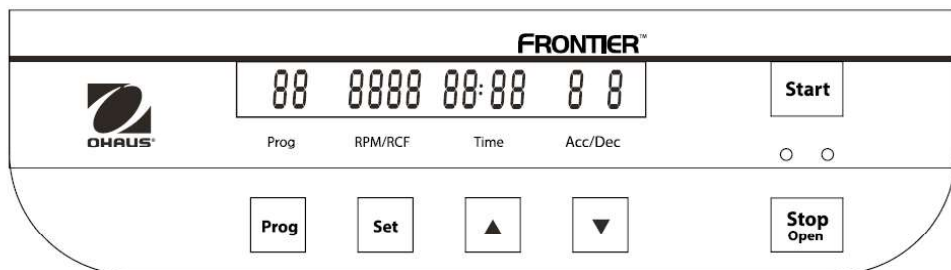 FRONTIER™
88 8888 88:88 8 8
Prog RPM/RCF Time Acc/Dec
Start
OHAUS®
Prog Set ▲ ▼
Stop
Open